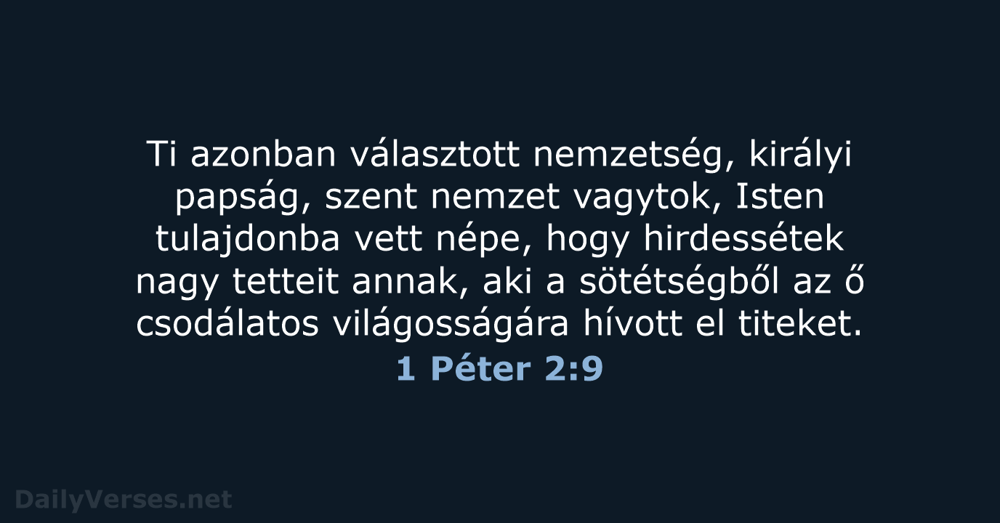 Ti azonban választott nemzetség, királyi
papság, szent nemzet vagytok, Isten
tulajdonba vett népe, hogy hirdessétek
nagy tetteit annak, aki a sötétségből az ő
csodálatos világosságára hívott el titeket.
1 Péter 2:9
DailyVerses.net